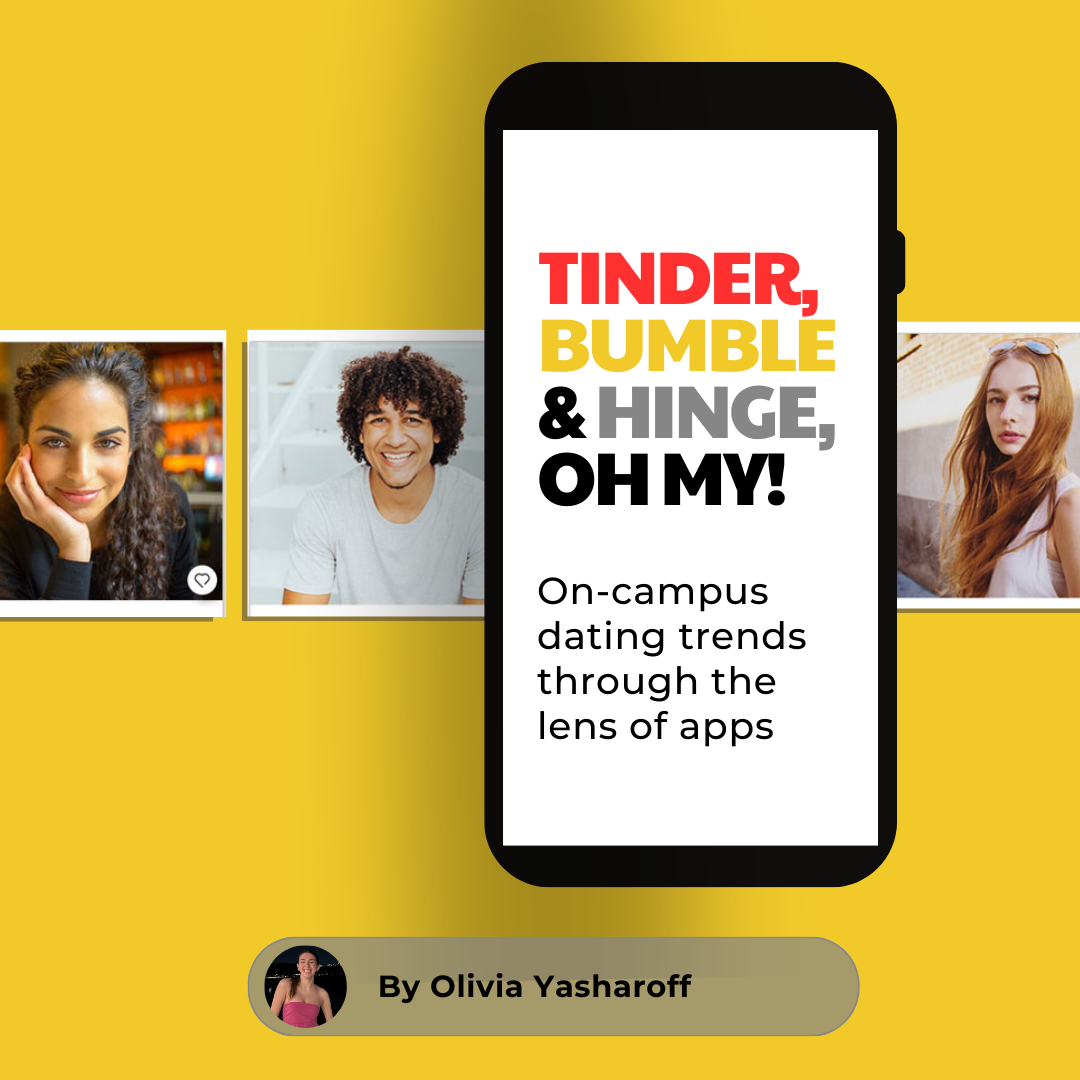 TINDER,
BUMBLE
& HINGE,
OH MY!
On-campus
dating trends
through the
lens of apps
By Olivia Yasharoff